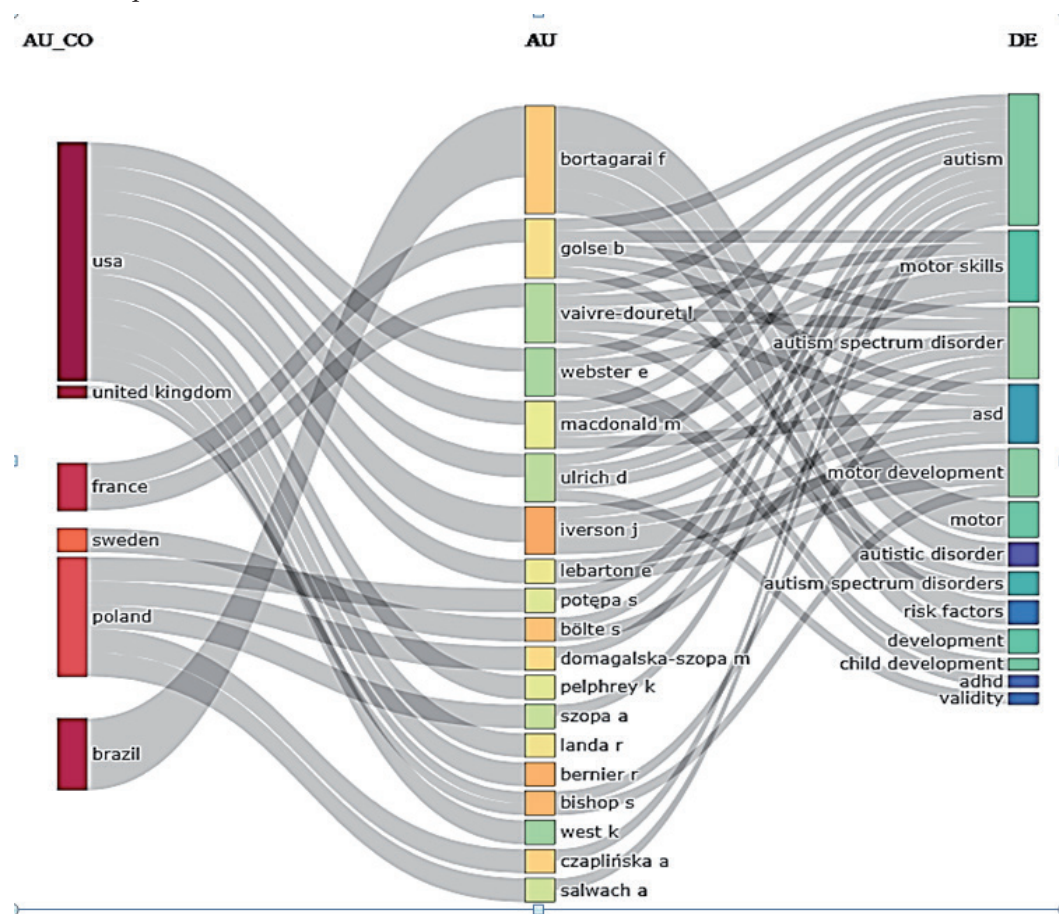 AU_CO
AU
DE
usa
united kingdom
france
sweden
poland
brazil
bortagarai f
golse b
vaivre-douret l
webster e
macdonald m
ulrich d
iverson j
lebarton e
potępa s
bölte s
domagalska-szopa m
pelphrey k
szopa a
landa r
bernier r
bishop s
west k
czaplińska a
salwach a
autism
motor skills
autism spectrum disorder
asd
motor development
motor
autistic disorder
autism spectrum disorders
risk factors
development
child development
adhd
validity